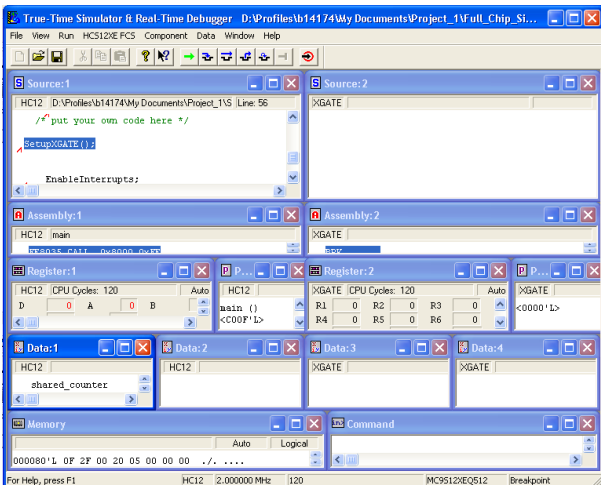 True-Time Simulator & Real-Time Debugger   D:\Profiles\b14174\My Documents\Project_1\Full_Chip_Si...
File View Run HCS12XE FCS Component Data Window Help
Source:1
HC12 D:\Profiles\b14174\My Documents\Project_1\S Line: 56
/* put your own code here */
SetupXGATE();
EnableInterrupts;
Source:2
XGATE
Assembly:1
HC12 main
FE8035 CALL 0x8000,0xFE
Assembly:2
XGATE
BRK
Register:1
HC12 CPU Cycles: 120 Auto
D 0 A 0 B
P...
HC12
main ()
<C00F'L>
Register:2
XGATE CPU Cycles: 120 Auto
R1 0 R2 0 R3 0
R4 0 R5 0 R6 0
P...
XGATE
<0000'L>
Data:1
HC12
shared_counter
Data:2
HC12
Data:3
XGATE
Data:4
XGATE
Memory
Auto Logical
000080'L 0F 2F 00 20 05 00 00 00 ./. ....
Command
For Help, press F1 HC12 2.000000 MHz 120 MC9S12XEQ512 Breakpoint